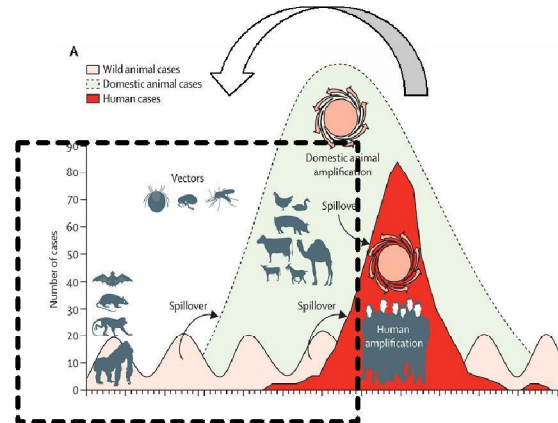 A
Wild animal cases
Domestic animal cases
Human cases
90
80
70
60
50
40
30
20
10
0
Number of cases
Vectors
Domestic animal
amplification
Spillover
Spillover
Spillover
Human
amplification